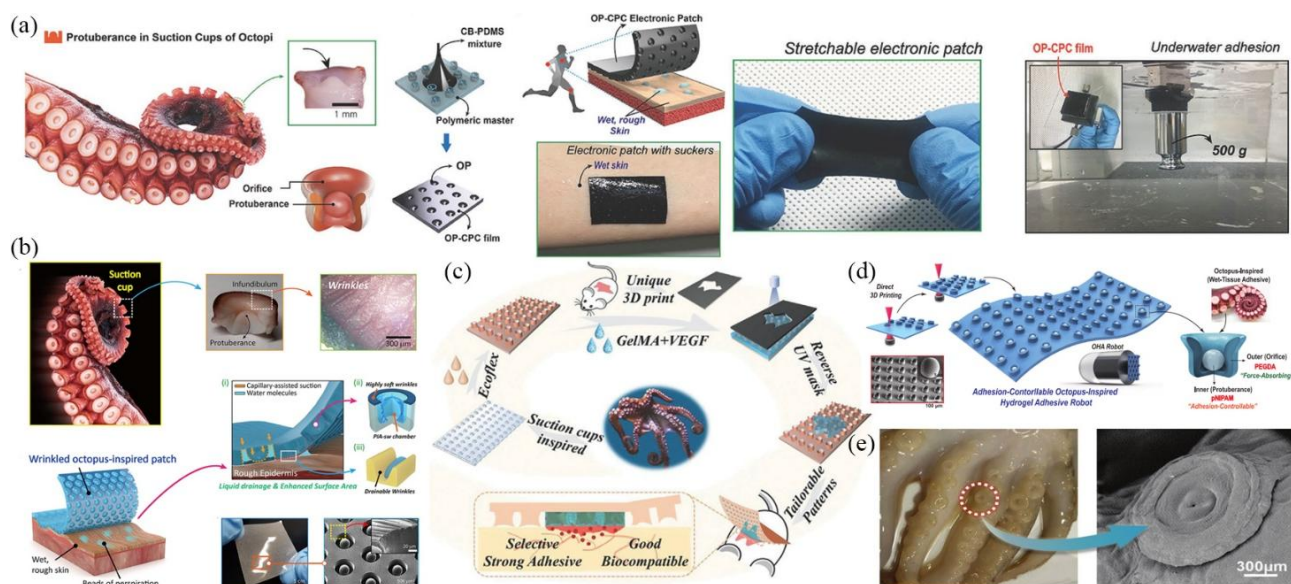 (a)
Protuberance in Suction Cups of Octopi
1 mm
Orifice
Protuberance
CB-PDMS
mixture
Polymeric master
OP
OP-CPC film
OP-CPC Electronic Patch
Wet, rough
Skin
Electronic patch with suckers
Wet skin
Stretchable electronic patch
OP-CPC film
Underwater adhesion
500 g
(b)
Suction
cup
Infundibulum
Protuberance
Wrinkles
300 μm
(i)
Capillary-assisted suction
Water molecules
Rough Epidermis
Liquid drainage & Enhanced Surface Area
(ii)
Highly soft wrinkles
chamber
(iii)
Drainable Wrinkles
Wrinkled octopus-inspired patch
Wet,
rough skin
Beads of perspiration
(c)
Unique
3D print
GelMA+VEGF
Reverse
UV mask
Ecoflex
Suction cups
inspired
Tailorable
Patterns
Selective
Strong Adhesive
Good
Biocompatible
(d)
Direct
3D Printing
100 μm
OHA Robot
Adhesion-Contorllable Octopus-Inspired
Hydrogel Adhesive Robot
Octopus-Inspired
(Wet-Tissue Adhesive)
Outer (Orifice)
PEGDA
"Force-Absorbing"
Inner (Protuberance)
pNIPAM
"Adhesion-Controllable"
(e)
300μm